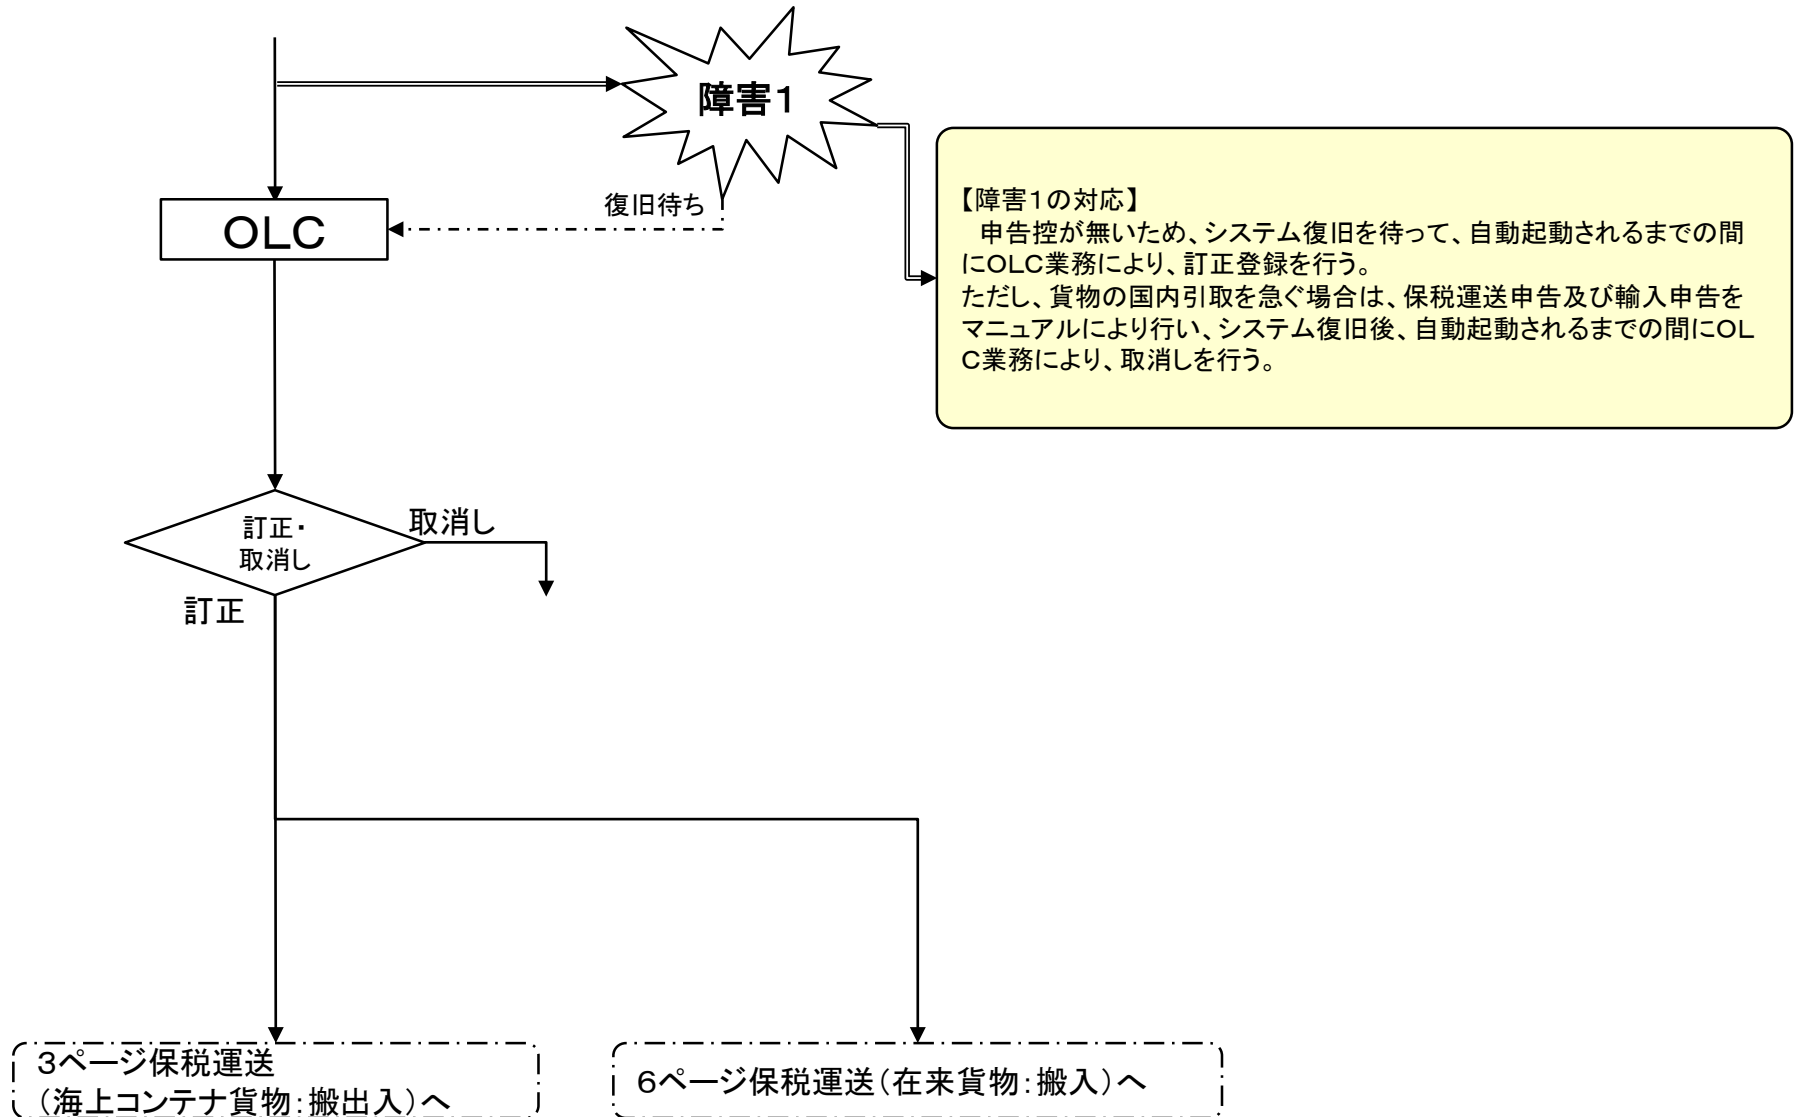 障害1
復旧待ち
OLC
【障害1の対応】
申告控が無いため、システム復旧を待って、自動起動されるまでの間
にOLC業務により、訂正登録を行う。
ただし、貨物の国内引取を急ぐ場合は、保税運送申告及び輸入申告を
マニュアルにより行い、システム復旧後、自動起動されるまでの間にOL
C業務により、取消しを行う。
訂正・
取消し
取消し
訂正
3ページ保税運送
(海上コンテナ貨物:搬出入)へ
6ページ保税運送(在来貨物:搬入)へ